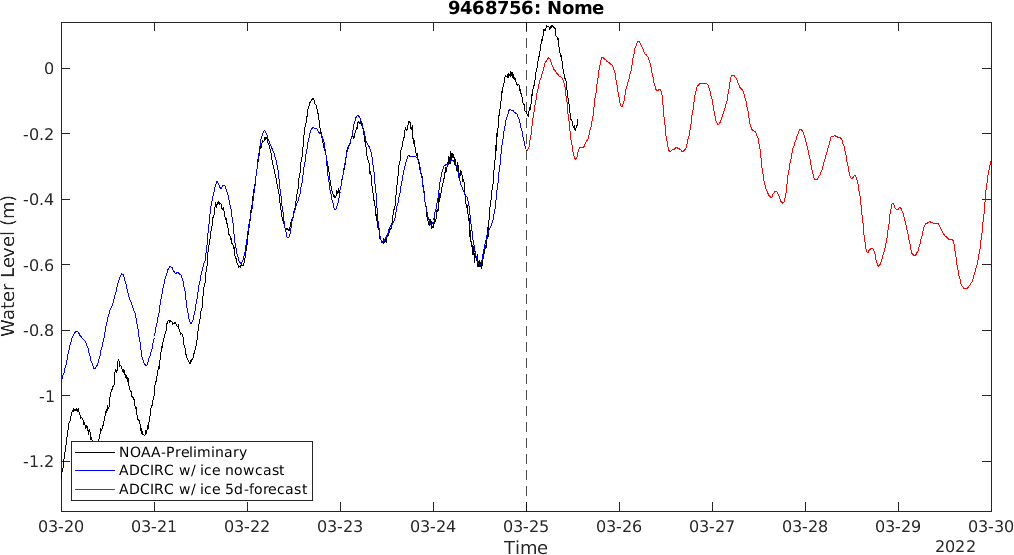 9468756: Nome
0
-0.2
-0.4
-0.6
-0.8
-1
-1.2
Water Level (m)
NOAA-Preliminary
ADCIRC w/ ice nowcast
ADCIRC w/ ice 5d-forecast
03-20 03-21 03-22 03-23 03-24 03-25 03-26 03-27 03-28 03-29 03-30
Time
2022